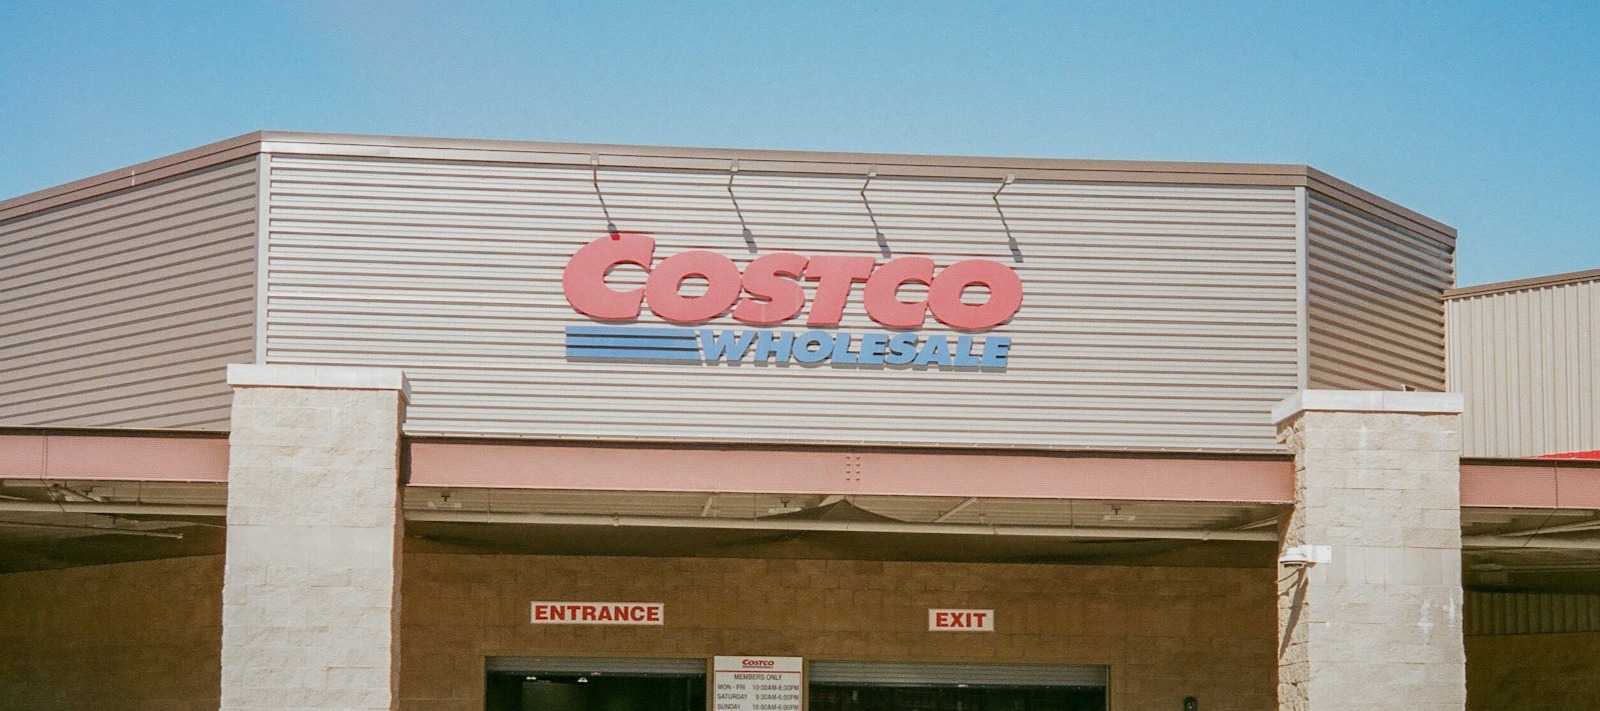 COSTCO
WHOLESALE
ENTRANCE
EXIT
COSTCO
MEMBERS ONLY
MON - FRI 10:00AM-8:30PM
SATURDAY 9:30AM-6:00PM
SUNDAY 10:00AM-6:00PM